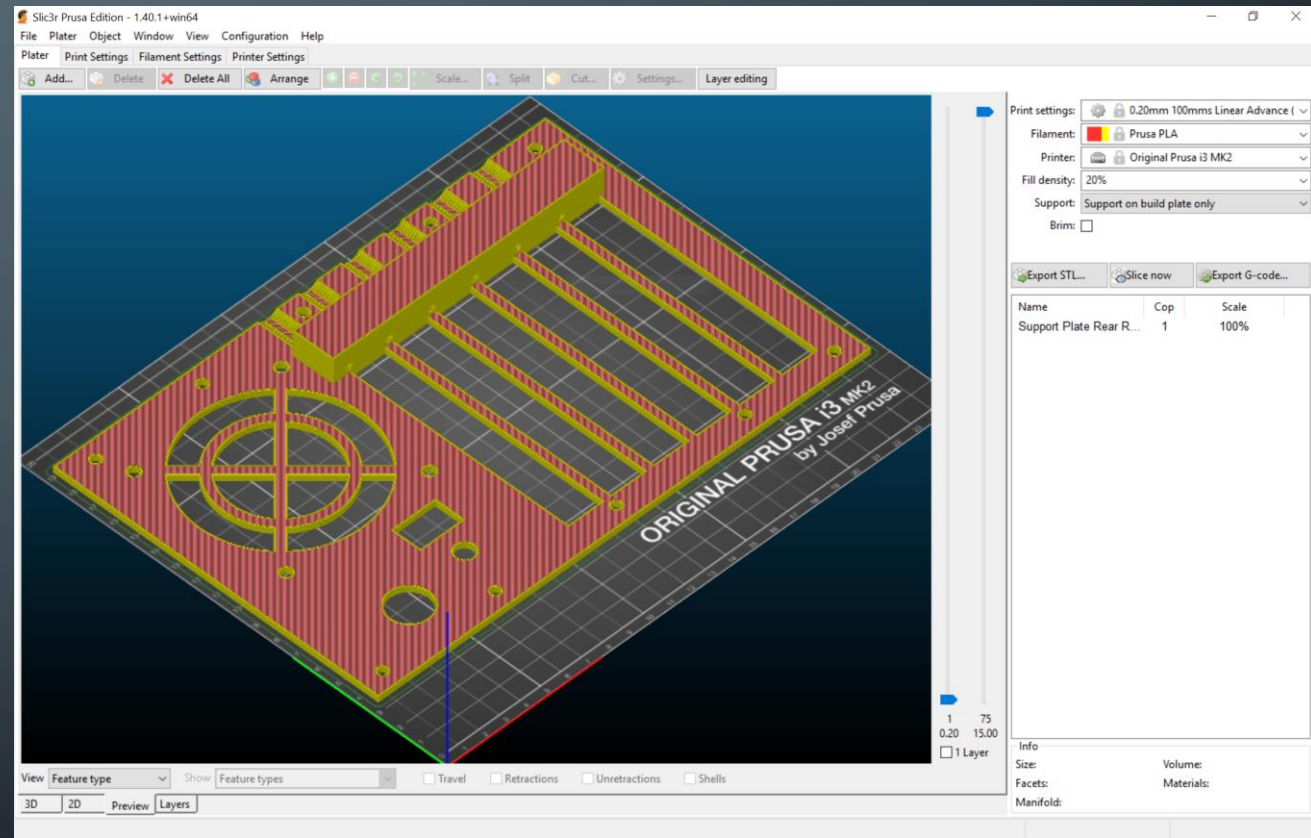 Slic3r Prusa Edition - 1.40.1+win64
File Plater Object Window View Configuration Help
Plater Print Settings Filament Settings Printer Settings
Add... Delete Delete All Arrange Scale... Split Cut... Settings... Layer editing
Print settings: 0.20mm 100mms Linear Advance (
Filament: Prusa PLA
Printer: Original Prusa i3 MK2
Fill density: 20%
Support: Support on build plate only
Brim:
Export STL... Slice now Export G-code...
Name Cop Scale
Support Plate Rear R... 1 100%
ORIGINAL PRUSA i3 MK2
by Josef Prusa
1 75
0.20 15.00
1 Layer
Info
Size: Volume:
Facets: Materials:
Manifold:
View Feature type Show Feature types Travel Retractions Unretractions Shells
3D 2D Preview Layers